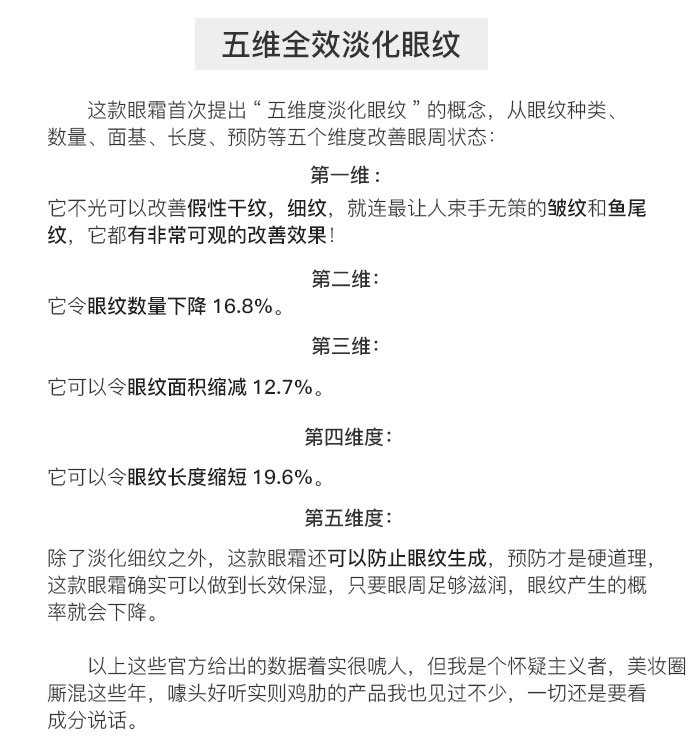 五维全效淡化眼纹
这款眼霜首次提出“五维度淡化眼纹”的概念，从眼纹种类、
数量、面基、长度、预防等五个维度改善眼周状态：
第一维：
它不光可以改善假性干纹，细纹，就连最让人束手无策的皱纹和鱼尾
纹，它都有非常可观的改善效果！
第二维：
它令眼纹数量下降 16.8%。
第三维：
它可以令眼纹面积缩减 12.7%。
第四维度：
它可以令眼纹长度缩短 19.6%。
第五维度：
除了淡化细纹之外，这款眼霜还可以防止眼纹生成，预防才是硬道理，
这款眼霜确实可以做到长效保湿，只要眼周足够滋润，眼纹产生的概
率就会下降。
以上这些官方给出的数据着实很唬人，但我是个怀疑主义者，美妆圈
厮混这些年，噱头好听实则鸡肋的产品我也见过不少，一切还是要看
成分说话。